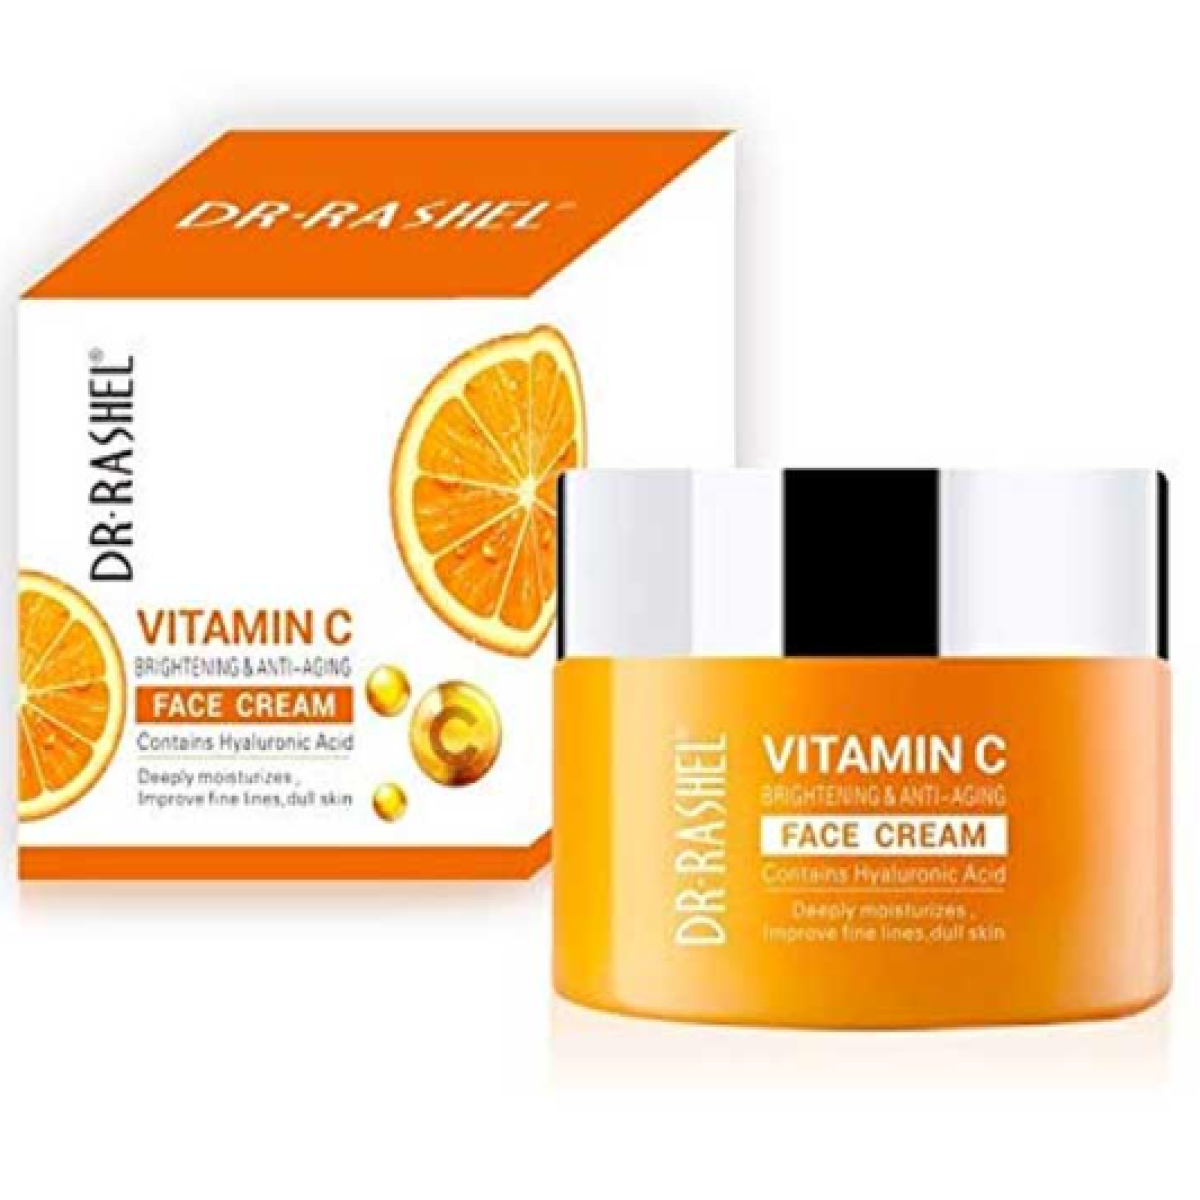 DR·RASHEL®
DR·RASHEL®
VITAMIN C
BRIGHTENING & ANTI-AGING
FACE CREAM
Contains Hyaluronic Acid
Deeply moisturizes,
Improve fine lines,dull skin
C
DR·RASHEL
VITAMIN C
BRIGHTENING & ANTI-AGING
FACE CREAM
Contains Hyaluronic Acid
Deeply moisturizes,
Improve fine lines,dull skin